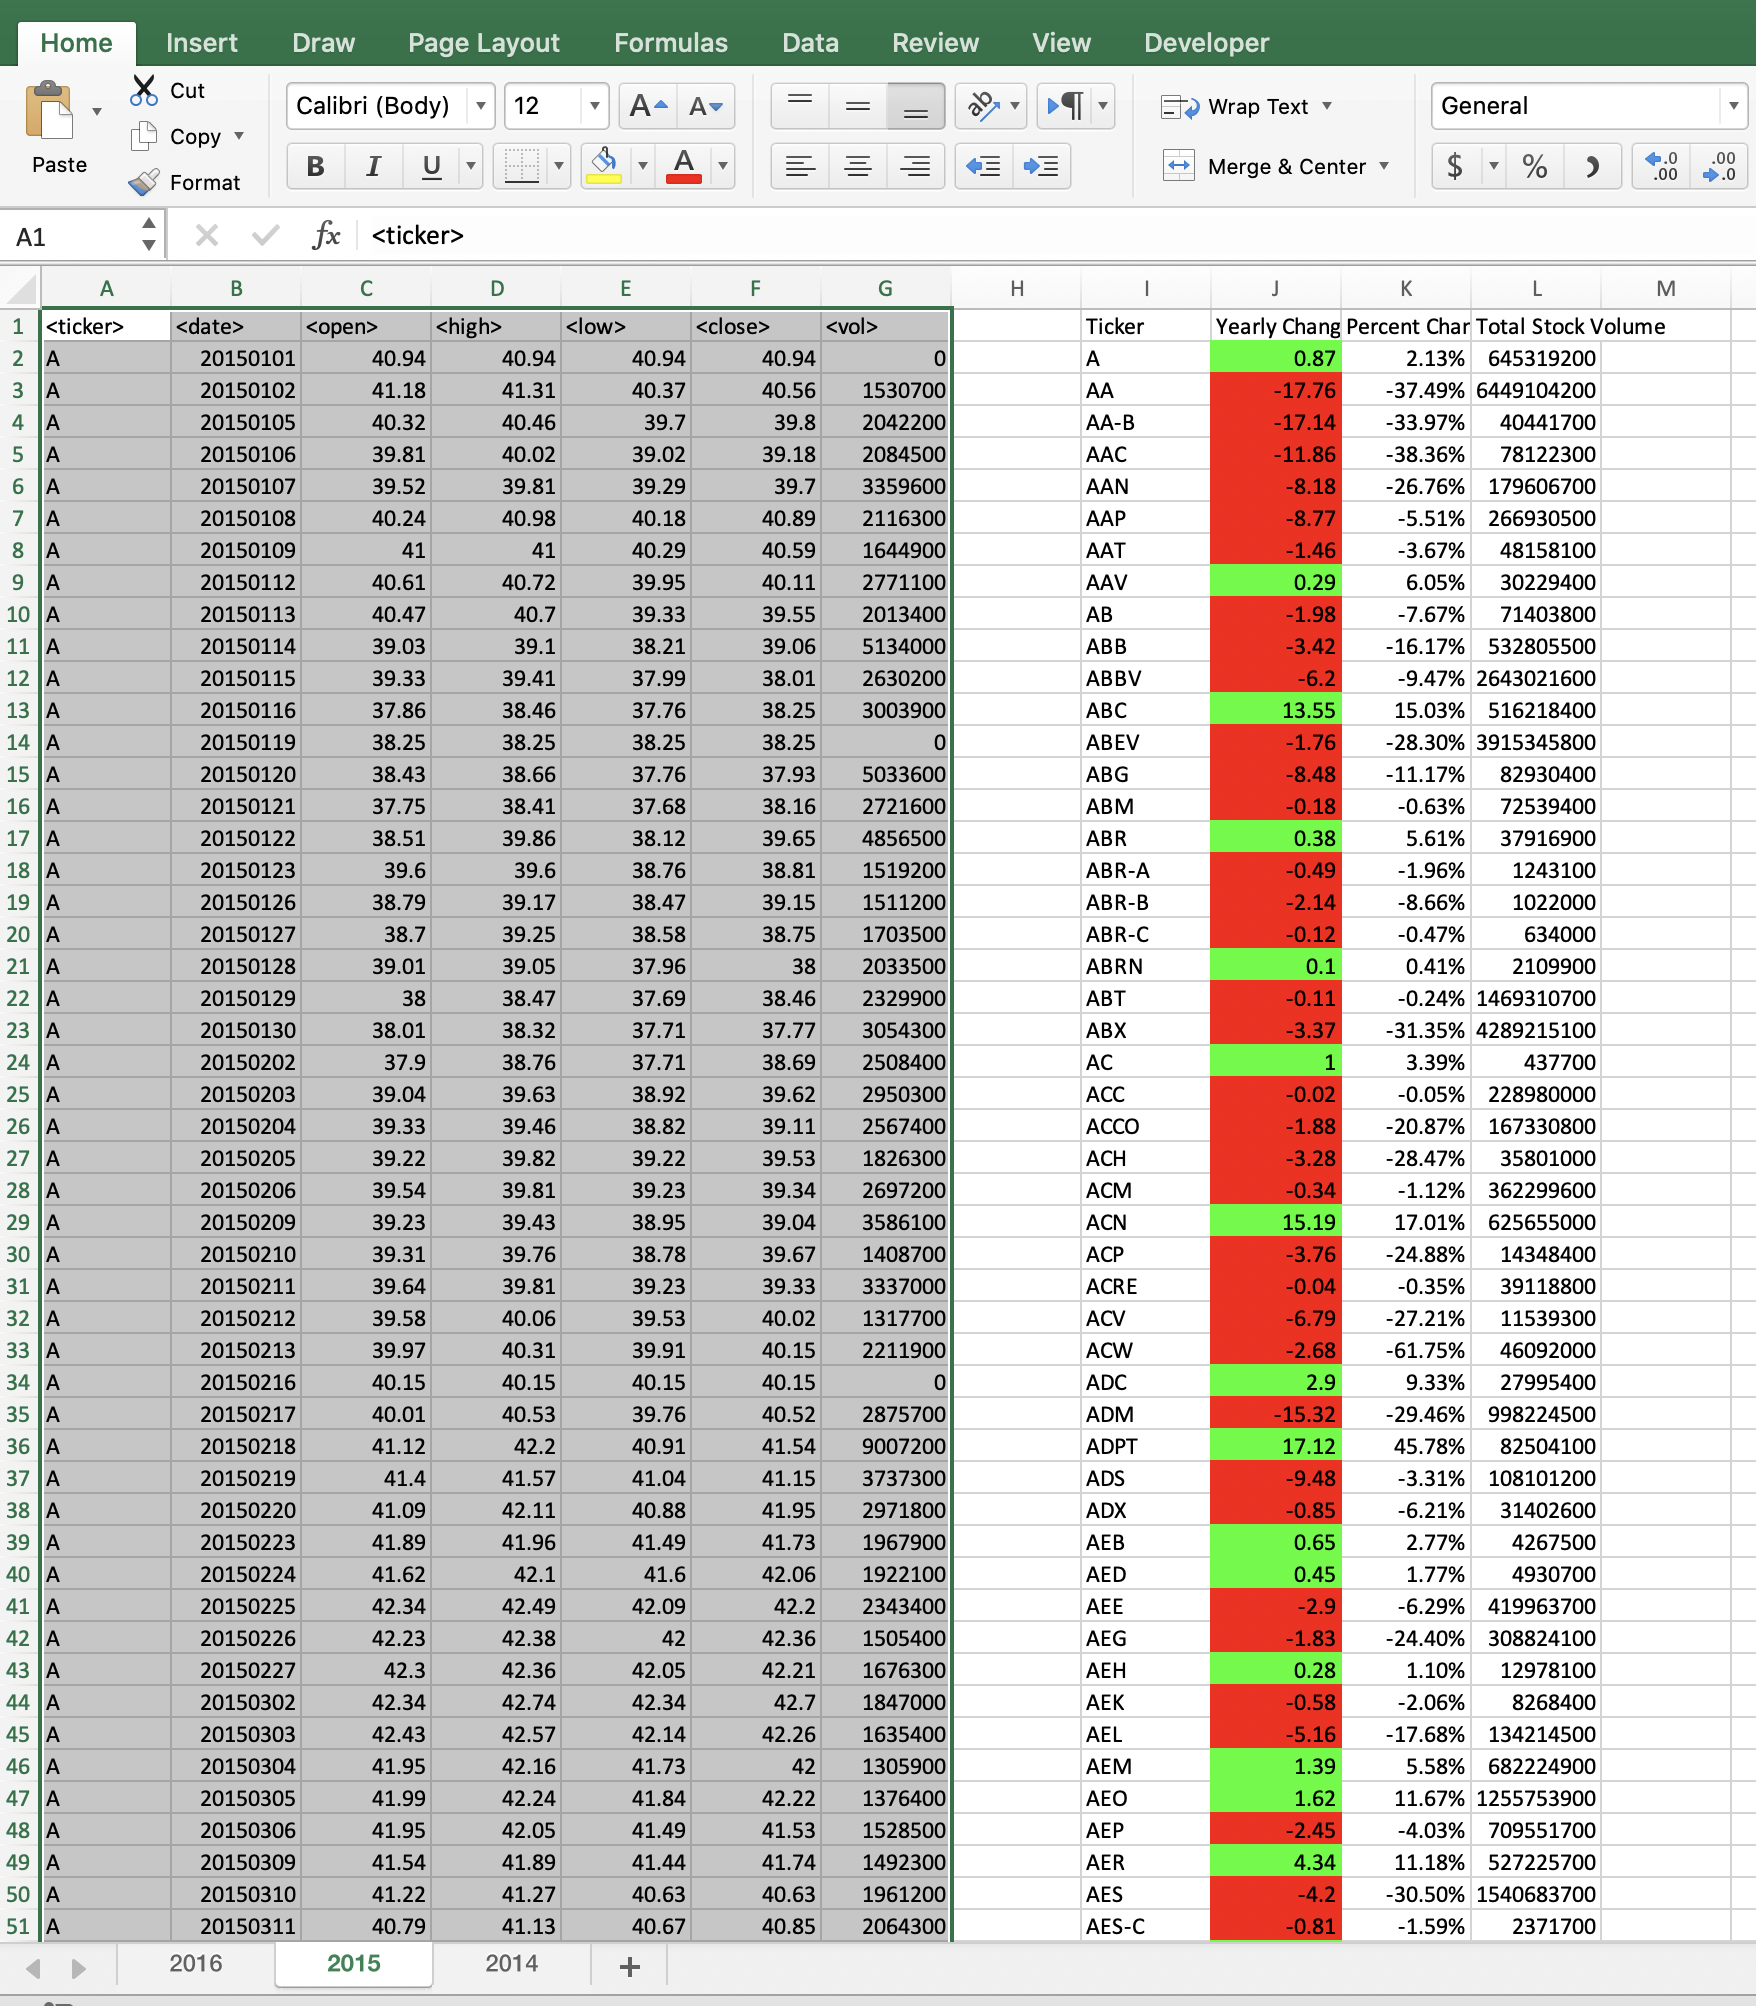 Home Insert Draw Page Layout Formulas Data Review View Developer
Paste Cut Copy Format
Calibri (Body) 12 A A
B I U A
ab ¶ Wrap Text Merge & Center
General
$ % .0 .00 .00 .0
A1 fx <ticker>
A B C D E F G H I J K L M
1 <ticker> <date> <open> <high> <low> <close> <vol> Ticker Yearly Chang Percent Char Total Stock Volume
2 A 20150101 40.94 40.94 40.94 40.94 0 A 0.87 2.13% 645319200
3 A 20150102 41.18 41.31 40.37 40.56 1530700 AA -17.76 -37.49% 6449104200
4 A 20150105 40.32 40.46 39.7 39.8 2042200 AA-B -17.14 -33.97% 40441700
5 A 20150106 39.81 40.02 39.02 39.18 2084500 AAC -11.86 -38.36% 78122300
6 A 20150107 39.52 39.81 39.29 39.7 3359600 AAN -8.18 -26.76% 179606700
7 A 20150108 40.24 40.98 40.18 40.89 2116300 AAP -8.77 -5.51% 266930500
8 A 20150109 41 41 40.29 40.59 1644900 AAT -1.46 -3.67% 48158100
9 A 20150112 40.61 40.72 39.95 40.11 2771100 AAV 0.29 6.05% 30229400
10 A 20150113 40.47 40.7 39.33 39.55 2013400 AB -1.98 -7.67% 71403800
11 A 20150114 39.03 39.1 38.21 39.06 5134000 ABB -3.42 -16.17% 532805500
12 A 20150115 39.33 39.41 37.99 38.01 2630200 ABBV -6.2 -9.47% 2643021600
13 A 20150116 37.86 38.46 37.76 38.25 3003900 ABC 13.55 15.03% 516218400
14 A 20150119 38.25 38.25 38.25 38.25 0 ABEV -1.76 -28.30% 3915345800
15 A 20150120 38.43 38.66 37.76 37.93 5033600 ABG -8.48 -11.17% 82930400
16 A 20150121 37.75 38.41 37.68 38.16 2721600 ABM -0.18 -0.63% 72539400
17 A 20150122 38.51 39.86 38.12 39.65 4856500 ABR 0.38 5.61% 37916900
18 A 20150123 39.6 39.6 38.76 38.81 1519200 ABR-A -0.49 -1.96% 1243100
19 A 20150126 38.79 39.17 38.47 39.15 1511200 ABR-B -2.14 -8.66% 1022000
20 A 20150127 38.7 39.25 38.58 38.75 1703500 ABR-C -0.12 -0.47% 634000
21 A 20150128 39.01 39.05 37.96 38 2033500 ABRN 0.1 0.41% 2109900
22 A 20150129 38 38.47 37.69 38.46 2329900 ABT -0.11 -0.24% 1469310700
23 A 20150130 38.01 38.32 37.71 37.77 3054300 ABX -3.37 -31.35% 4289215100
24 A 20150202 37.9 38.76 37.71 38.69 2508400 AC 1 3.39% 437700
25 A 20150203 39.04 39.63 38.92 39.62 2950300 ACC -0.02 -0.05% 228980000
26 A 20150204 39.33 39.46 38.82 39.11 2567400 ACCO -1.88 -20.87% 167330800
27 A 20150205 39.22 39.82 39.22 39.53 1826300 ACH -3.28 -28.47% 35801000
28 A 20150206 39.54 39.81 39.23 39.34 2697200 ACM -0.34 -1.12% 362299600
29 A 20150209 39.23 39.43 38.95 39.04 3586100 ACN 15.19 17.01% 625655000
30 A 20150210 39.31 39.76 38.78 39.67 1408700 ACP -3.76 -24.88% 14348400
31 A 20150211 39.64 39.81 39.23 39.33 3337000 ACRE -0.04 -0.35% 39118800
32 A 20150212 39.58 40.06 39.53 40.02 1317700 ACV -6.79 -27.21% 11539300
33 A 20150213 39.97 40.31 39.91 40.15 2211900 ACW -2.68 -61.75% 46092000
34 A 20150216 40.15 40.15 40.15 40.15 0 ADC 2.9 9.33% 27995400
35 A 20150217 40.01 40.53 39.76 40.52 2875700 ADM -15.32 -29.46% 998224500
36 A 20150218 41.12 42.2 40.91 41.54 9007200 ADPT 17.12 45.78% 82504100
37 A 20150219 41.4 41.57 41.04 41.15 3737300 ADS -9.48 -3.31% 108101200
38 A 20150220 41.09 42.11 40.88 41.95 2971800 ADX -0.85 -6.21% 31402600
39 A 20150223 41.89 41.96 41.49 41.73 1967900 AEB 0.65 2.77% 4267500
40 A 20150224 41.62 42.1 41.6 42.06 1922100 AED 0.45 1.77% 4930700
41 A 20150225 42.34 42.49 42.09 42.2 2343400 AEE -2.9 -6.29% 419963700
42 A 20150226 42.23 42.38 42 42.36 1505400 AEG -1.83 -24.40% 308824100
43 A 20150227 42.3 42.36 42.05 42.21 1676300 AEH 0.28 1.10% 12978100
44 A 20150302 42.34 42.74 42.34 42.7 1847000 AEK -0.58 -2.06% 8268400
45 A 20150303 42.43 42.57 42.14 42.26 1635400 AEL -5.16 -17.68% 134214500
46 A 20150304 41.95 42.16 41.73 42 1305900 AEM 1.39 5.58% 682224900
47 A 20150305 41.99 42.24 41.84 42.22 1376400 AEO 1.62 11.67% 1255753900
48 A 20150306 41.95 42.05 41.49 41.53 1528500 AEP -2.45 -4.03% 709551700
49 A 20150309 41.54 41.89 41.44 41.74 1492300 AER 4.34 11.18% 527225700
50 A 20150310 41.22 41.27 40.63 40.63 1961200 AES -4.2 -30.50% 1540683700
51 A 20150311 40.79 41.13 40.67 40.85 2064300 AES-C -0.81 -1.59% 2371700
2016 2015 2014 +